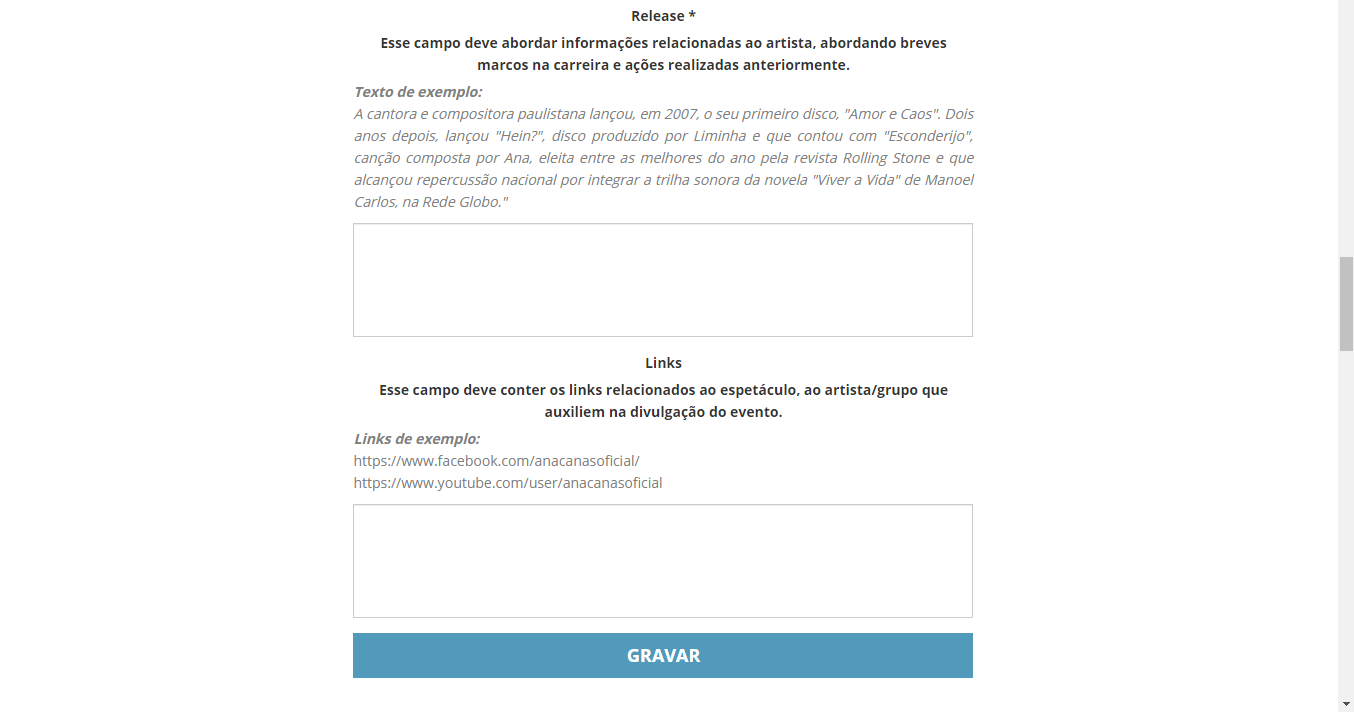 Release *
Esse campo deve abordar informações relacionadas ao artista, abordando breves
marcos na carreira e ações realizadas anteriormente.
Texto de exemplo:
A cantora e compositora paulistana lançou, em 2007, o seu primeiro disco, "Amor e Caos". Dois
anos depois, lançou "Hein?", disco produzido por Liminha e que contou com "Esconderijo",
canção composta por Ana, eleita entre as melhores do ano pela revista Rolling Stone e que
alcançou repercussão nacional por integrar a trilha sonora da novela "Viver a Vida" de Manoel
Carlos, na Rede Globo."
Links
Esse campo deve conter os links relacionados ao espetáculo, ao artista/grupo que
auxiliem na divulgação do evento.
Links de exemplo:
https://www.facebook.com/anacanasoficial/
https://www.youtube.com/user/anacanasoficial
GRAVAR